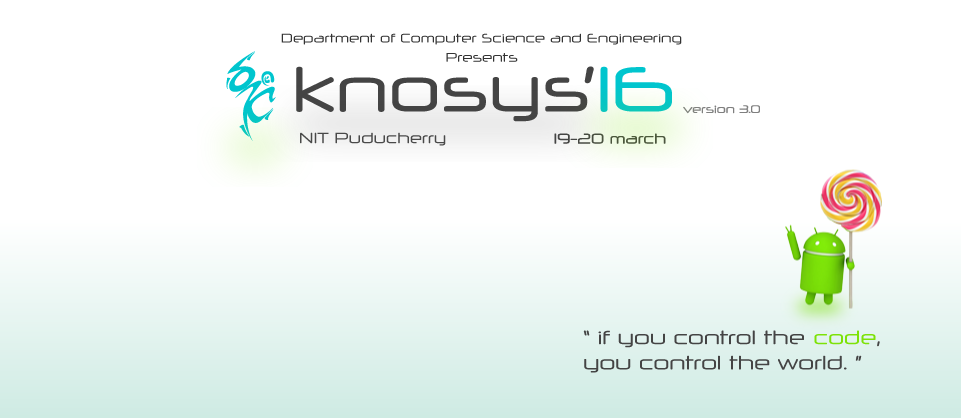 Department of Computer Science and Engineering
Presents
knosys'16
version 3.0
NIT Puducherry 19-20 march
" if you control the code,
you control the world. "